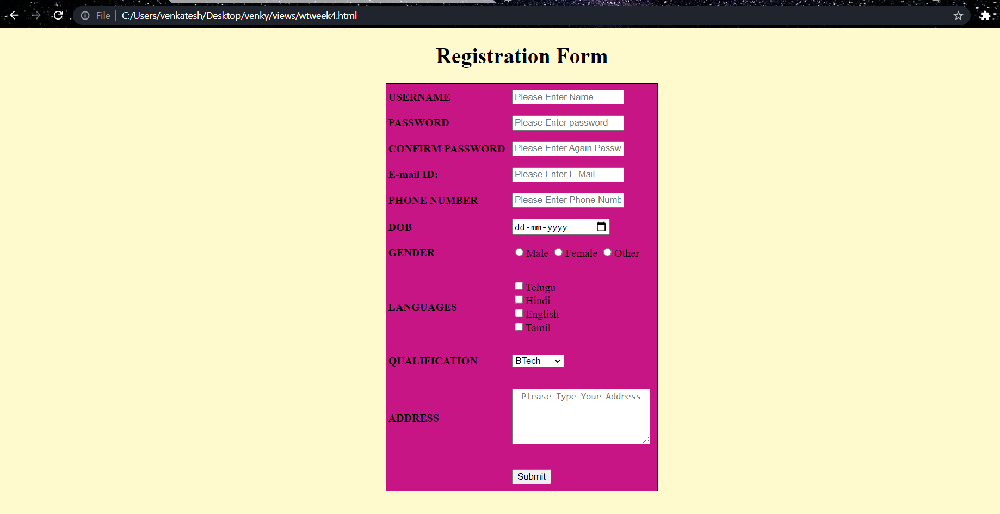 File C:/Users/venkatesh/Desktop/venky/views/wtweek4.html
Registration Form
USERNAME Please Enter Name
PASSWORD Please Enter password
CONFIRM PASSWORD Please Enter Again Passw
E-mail ID: Please Enter E-Mail
PHONE NUMBER Please Enter Phone Numb
DOB dd-mm-yyyy
GENDER Male Female Other
LANGUAGES
Telugu
Hindi
English
Tamil
QUALIFICATION BTech
ADDRESS Please Type Your Address
Submit